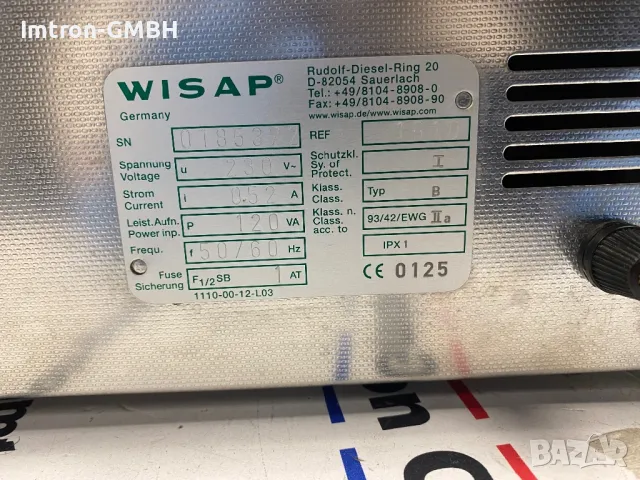 Imtron-GMBH
WISAP®
Germany
Rudolf-Diesel-Ring 20
D-82054 Sauerlach
Tel.: +49/8104-8908-0
Fax: +49/8104-8908-90
www.wisap.de/www.wisap.com
SN
REF
Spannung
Voltage
u 230 V~
Schutzkl.
Sy. of
Protect.
I
Strom
Current
i 0.52 A
Klass.
Class.
Typ B
Leist.Aufn.
Power inp.
P 120 VA
Klass. n.
Class.
acc. to
93/42/EWG IIa
Frequ.
f 50/60 Hz
IPX 1
Fuse
Sicherung
F1/2SB 1 AT
CE 0125
1110-00-12-L03
on
bazar